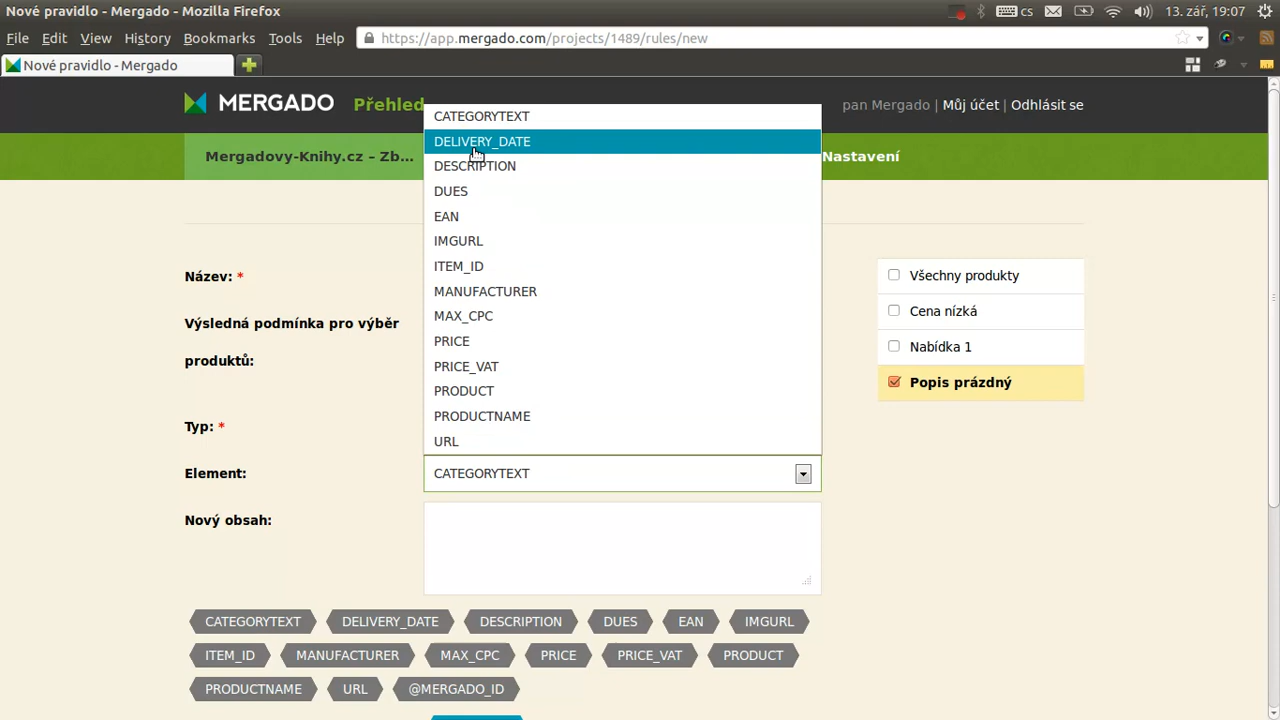 Nové pravidlo - Mergado - Mozilla Firefox
cs
13. zář, 19:07
File Edit View History Bookmarks Tools Help
https://app.mergado.com/projects/1489/rules/new
Nové pravidlo - Mergado
MERGADO
Přehled
pan Mergado | Můj účet | Odhlásit se
Mergadovy-Knihy.cz – Zb...
Nastavení
CATEGORYTEXT
DELIVERY_DATE
DESCRIPTION
DUES
EAN
IMGURL
ITEM_ID
MANUFACTURER
MAX_CPC
PRICE
PRICE_VAT
PRODUCT
PRODUCTNAME
URL
Název: *
Výsledná podmínka pro výběr
produktů:
Typ: *
Element:
CATEGORYTEXT
Nový obsah:
Všechny produkty
Cena nízká
Nabídka 1
Popis prázdný
CATEGORYTEXT DELIVERY_DATE DESCRIPTION DUES EAN IMGURL
ITEM_ID MANUFACTURER MAX_CPC PRICE PRICE_VAT PRODUCT
PRODUCTNAME URL @MERGADO_ID